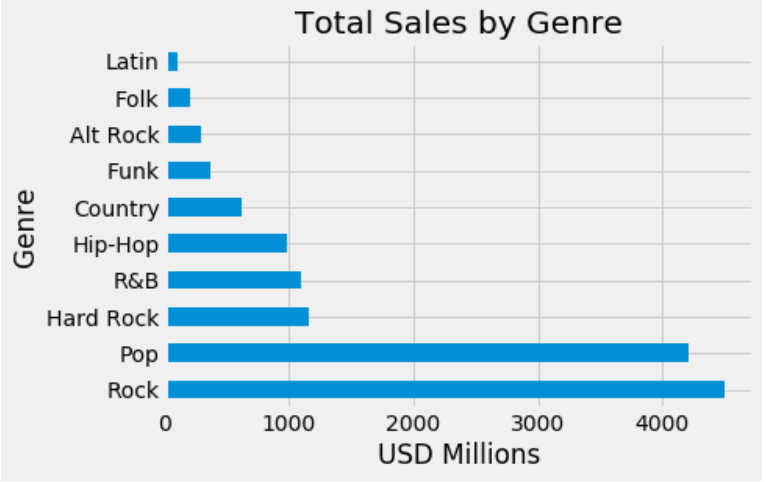 Total Sales by Genre
Latin
Folk
Alt Rock
Funk
Country
Hip-Hop
R&B
Hard Rock
Pop
Rock
Genre
0 1000 2000 3000 4000
USD Millions